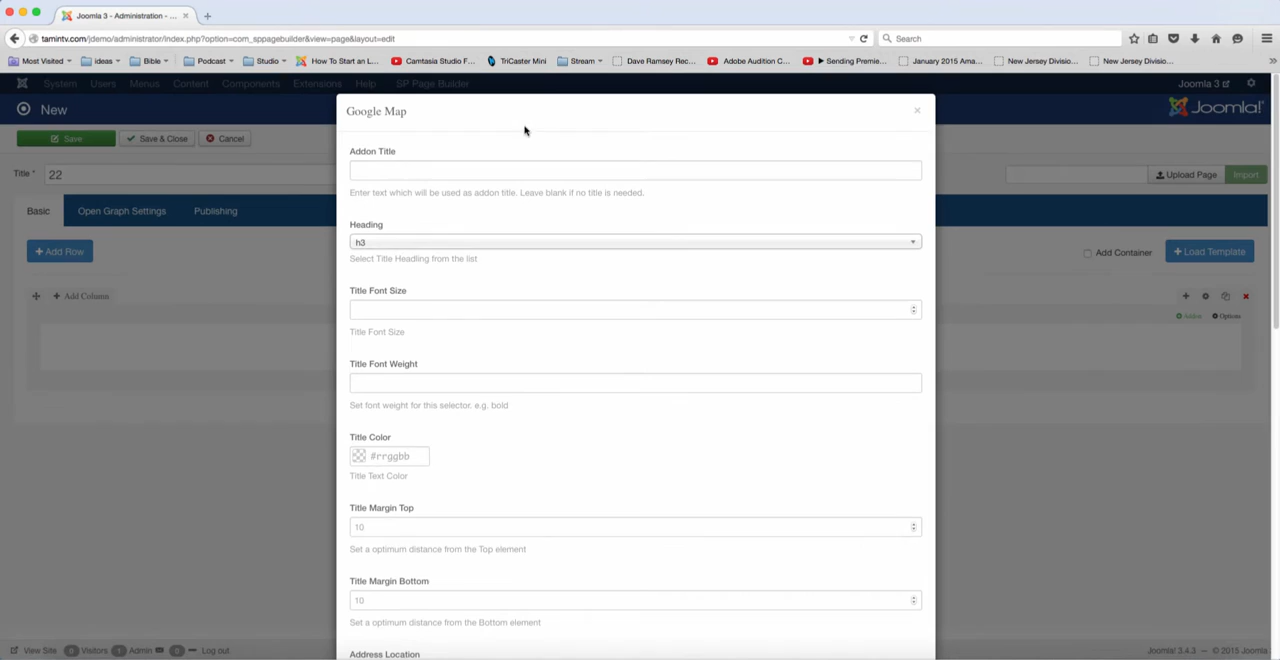 Joomla 3 - Administration - ...
tamintv.com/jdemo/administrator/index.php?option=com_sppagebuilder&view=page&layout=edit
Search
Most Visited
ideas
Bible
Podcast
Studio
How To Start an L...
Camtasia Studio F...
TriCaster Mini
Stream
Dave Ramsey Rec...
Adobe Audition C...
► Sending Premie...
January 2015 Ama...
New Jersey Divisio...
New Jersey Divisio...
System Users Menus Content Components Extensions Help SP Page Builder
Joomla 3
New
Joomla!
Save
Save & Close
Cancel
Title * 22
Upload Page
Import
Basic
Open Graph Settings
Publishing
+ Add Row
Add Container
+ Load Template
+ Add Column
Addon
Options
Google Map
×
Addon Title
Enter text which will be used as addon title. Leave blank if no title is needed.
Heading
h3
Select Title Heading from the list
Title Font Size
Title Font Size
Title Font Weight
Set font weight for this selector. e.g. bold
Title Color
#rrggbb
Title Text Color
Title Margin Top
10
Set a optimum distance from the Top element
Title Margin Bottom
10
Set a optimum distance from the Bottom element
Address Location
View Site 0 Visitors 1 Admin 0 Log out
Joomla! 3.4.3 — © 2015 Joomla